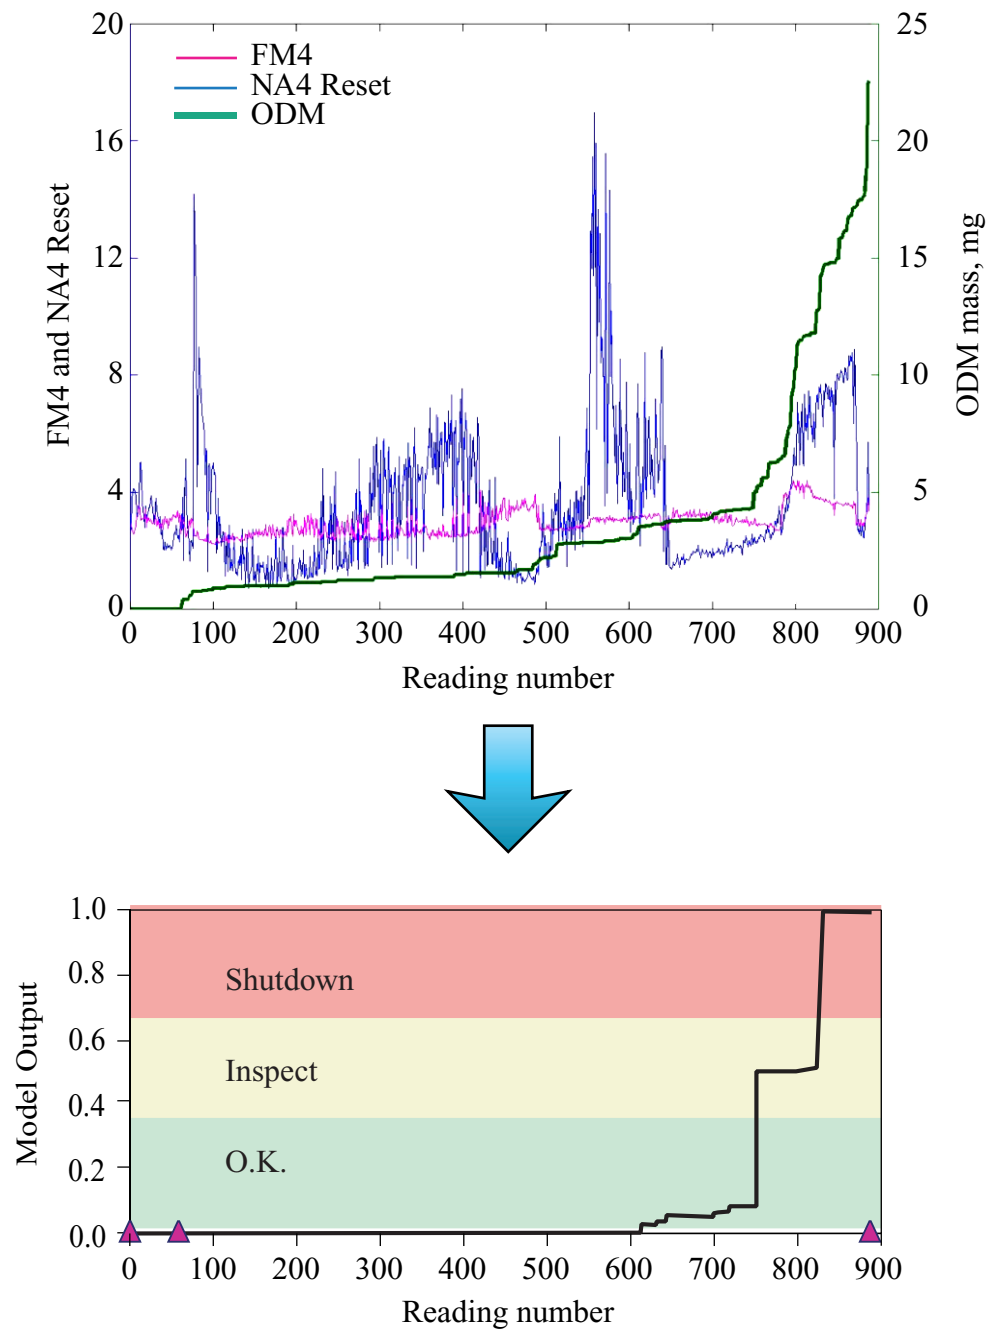 20
16
12
8
4
0
FM4 and NA4 Reset
FM4
NA4 Reset
ODM
25
20
15
10
5
0
ODM mass, mg
0 100 200 300 400 500 600 700 800 900
Reading number
1.0
0.8
0.6
0.4
0.2
0.0
Model Output
Shutdown
Inspect
O.K.
0 100 200 300 400 500 600 700 800 900
Reading number